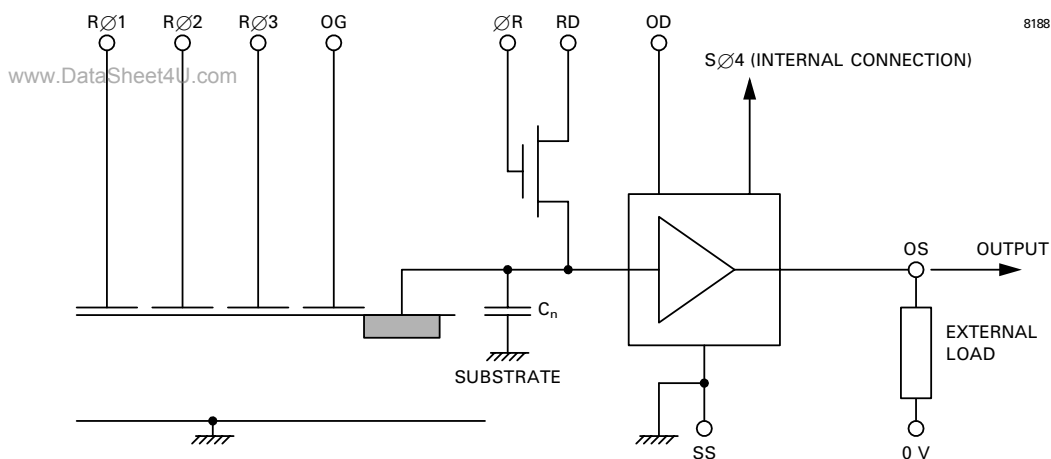 RØ1 RØ2 RØ3 OG ØR RD OD 8188
www.DataSheet4U.com
SØ4 (INTERNAL CONNECTION)
OS OUTPUT
Cn
EXTERNAL
LOAD
SUBSTRATE
SS 0 V